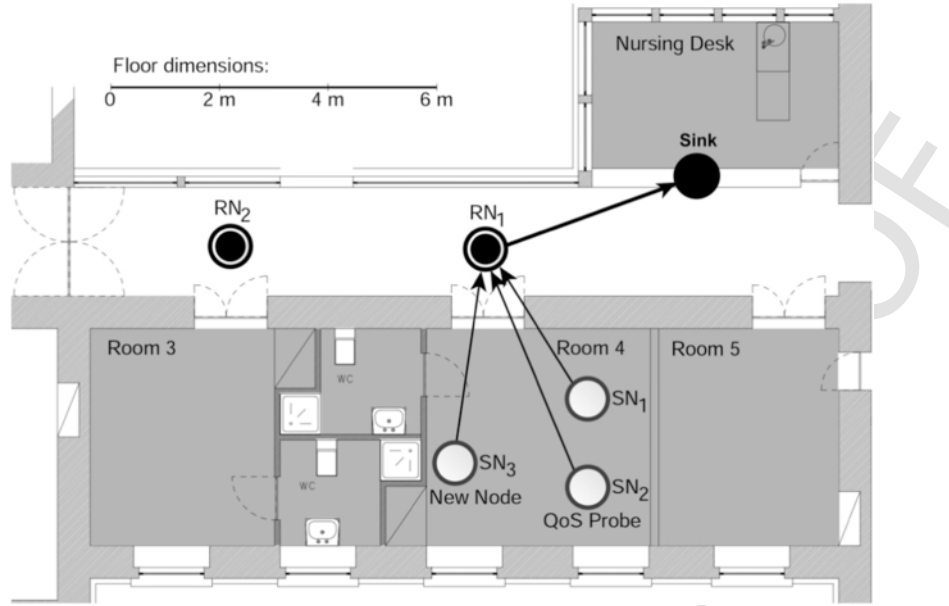 Nursing Desk
Floor dimensions:
0 2 m 4 m 6 m
Sink
RN2
RN1
Room 3
Room 4
Room 5
WC
SN1
SN3
New Node
WC
SN2
QoS Probe